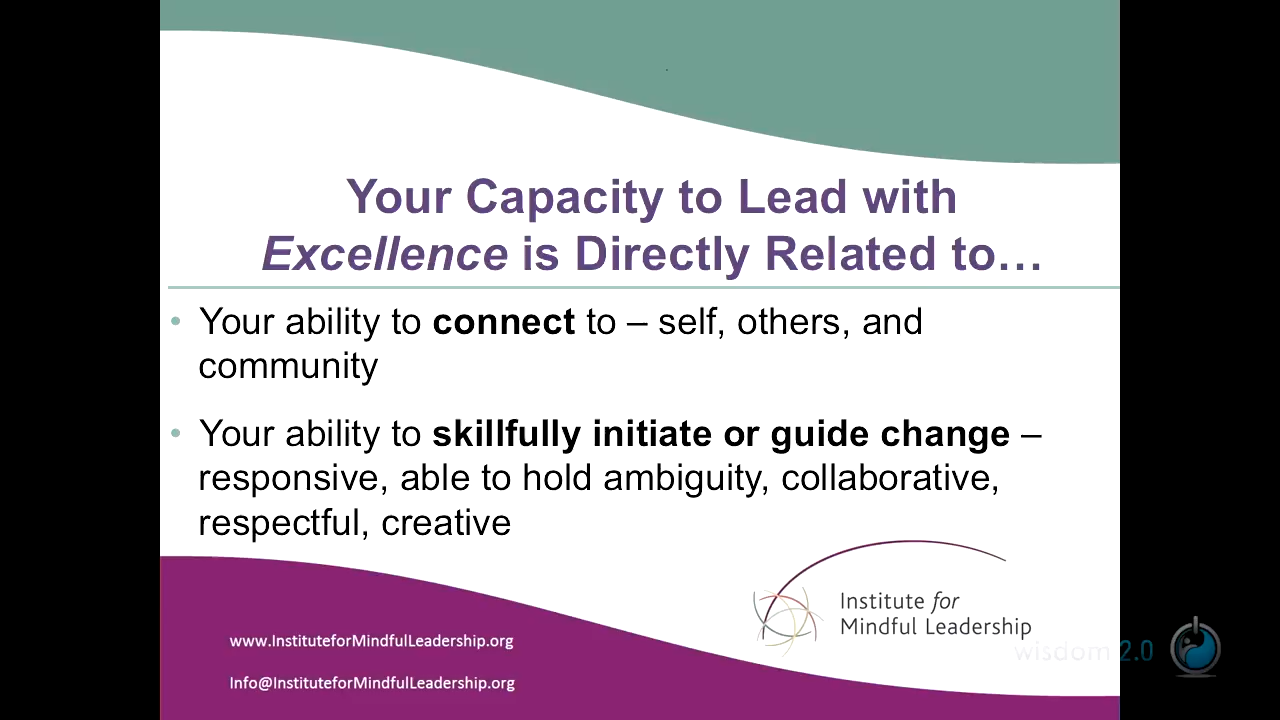 Your Capacity to Lead with
Excellence is Directly Related to…
• Your ability to connect to – self, others, and
community
• Your ability to skillfully initiate or guide change –
responsive, able to hold ambiguity, collaborative,
respectful, creative
Institute for
Mindful Leadership
www.InstituteforMindfulLeadership.org
wisdom 2.0
Info@InstituteforMindfulLeadership.org